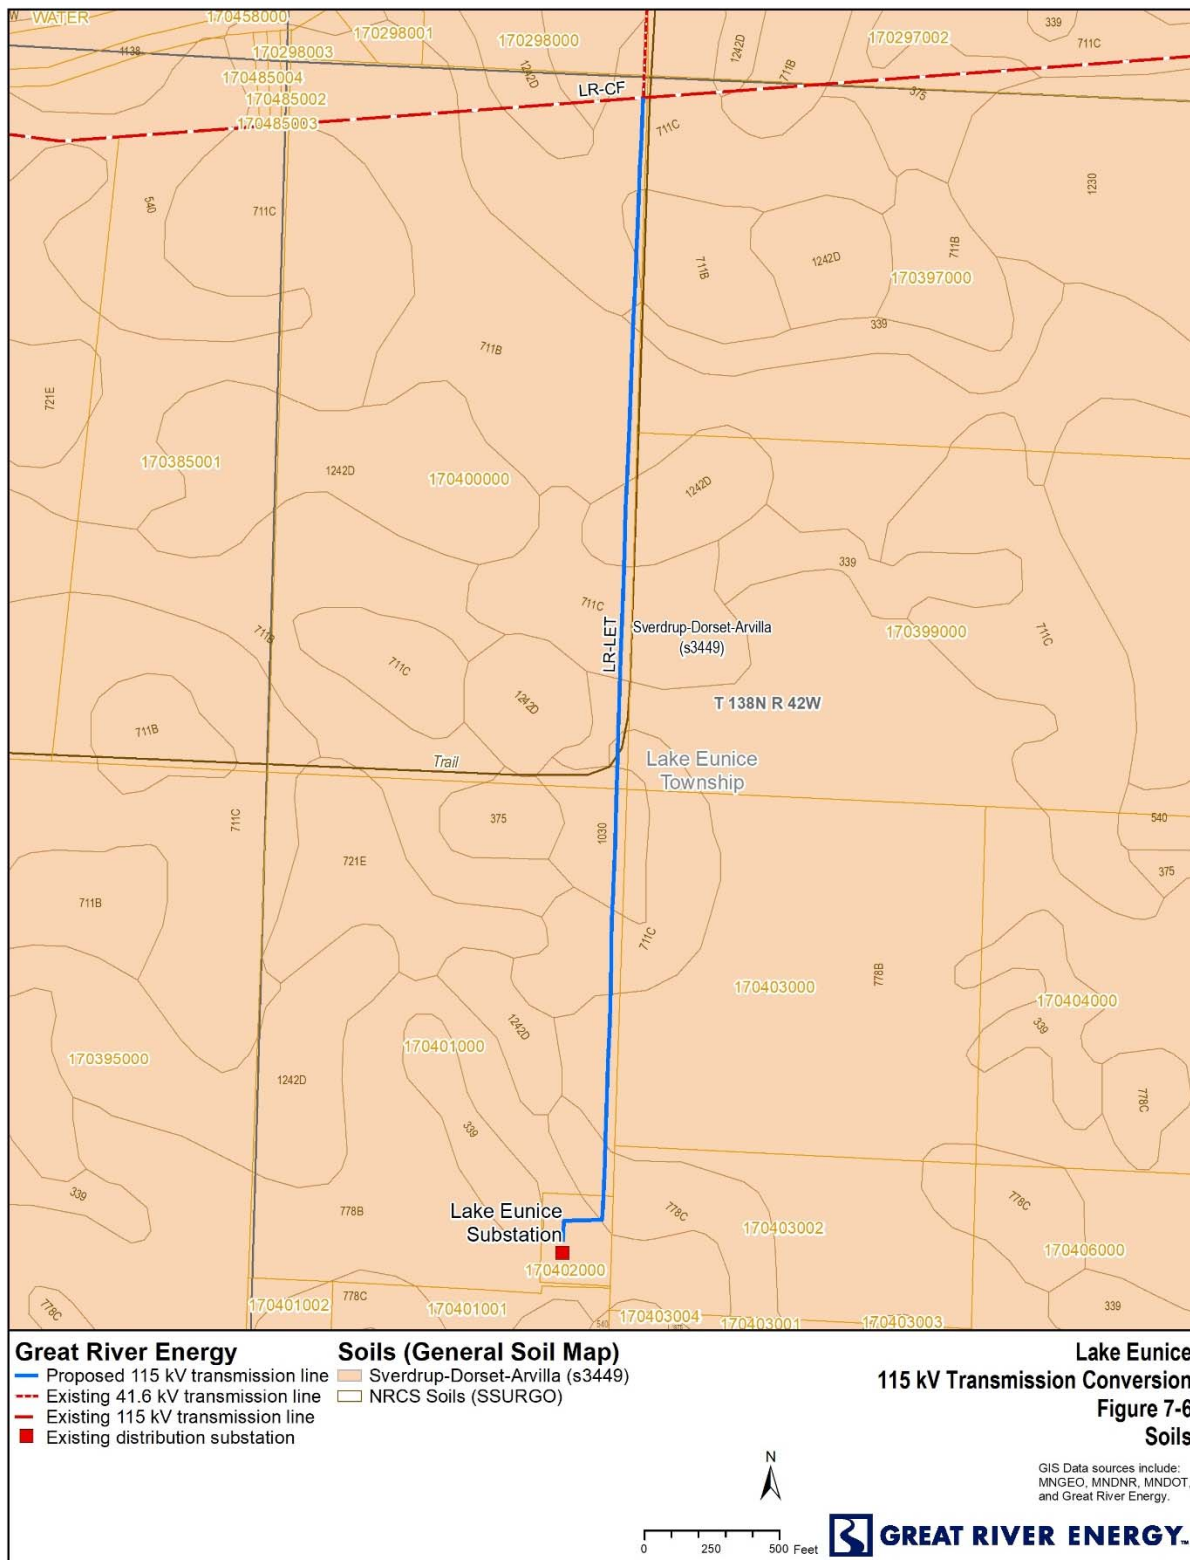 W
WATER
170458000
170298001
170298000
339
170297002
711C
1138
170298003
170485004
170485002
170485003
1242D
1242D
711B
LR-CF
375
711C
540
711C
1230
711B
1242D
711B
170397000
339
711B
721E
170385001
1242D
170400000
1242D
339
711C
LR-LET
Sverdrup-Dorset-Arvilla
(s3449)
170399000
711C
711B
711C
1242D
T 138N R 42W
711B
Trail
Lake Eunice
Township
711C
375
1030
540
721E
375
711B
711C
778B
170403000
170404000
339
1242D
170401000
170395000
1242D
778C
339
339
778B
Lake Eunice
Substation
778C
170403002
778C
170406000
170402000
778C
170401002
778C
170401001
170403004
170403001
170403003
339
540
Great River Energy
Proposed 115 kV transmission line
Existing 41.6 kV transmission line
Existing 115 kV transmission line
Existing distribution substation
Soils (General Soil Map)
Sverdrup-Dorset-Arvilla (s3449)
NRCS Soils (SSURGO)
Lake Eunice
115 kV Transmission Conversion
Figure 7-6
Soils
GIS Data sources include:
MNGEO, MNDNR, MNDOT,
and Great River Energy.
N
0 250 500 Feet
GREAT RIVER ENERGY™